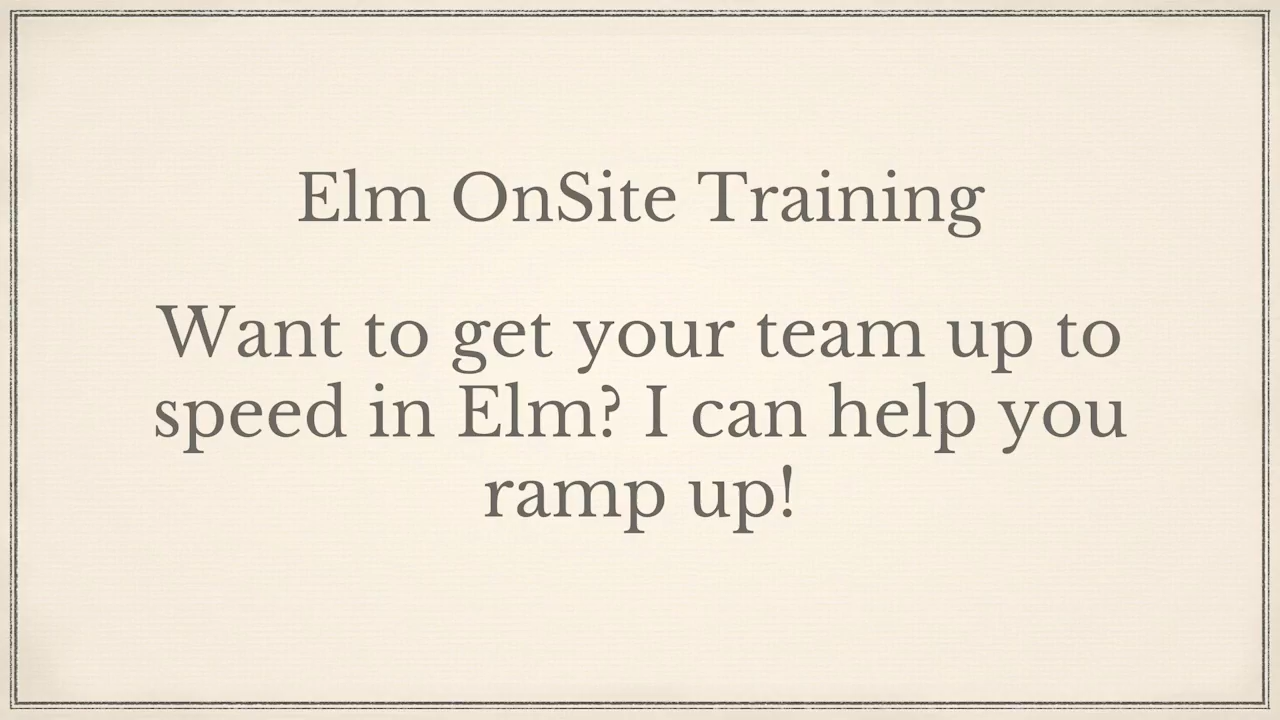 Elm OnSite Training
Want to get your team up to
speed in Elm? I can help you
ramp up!